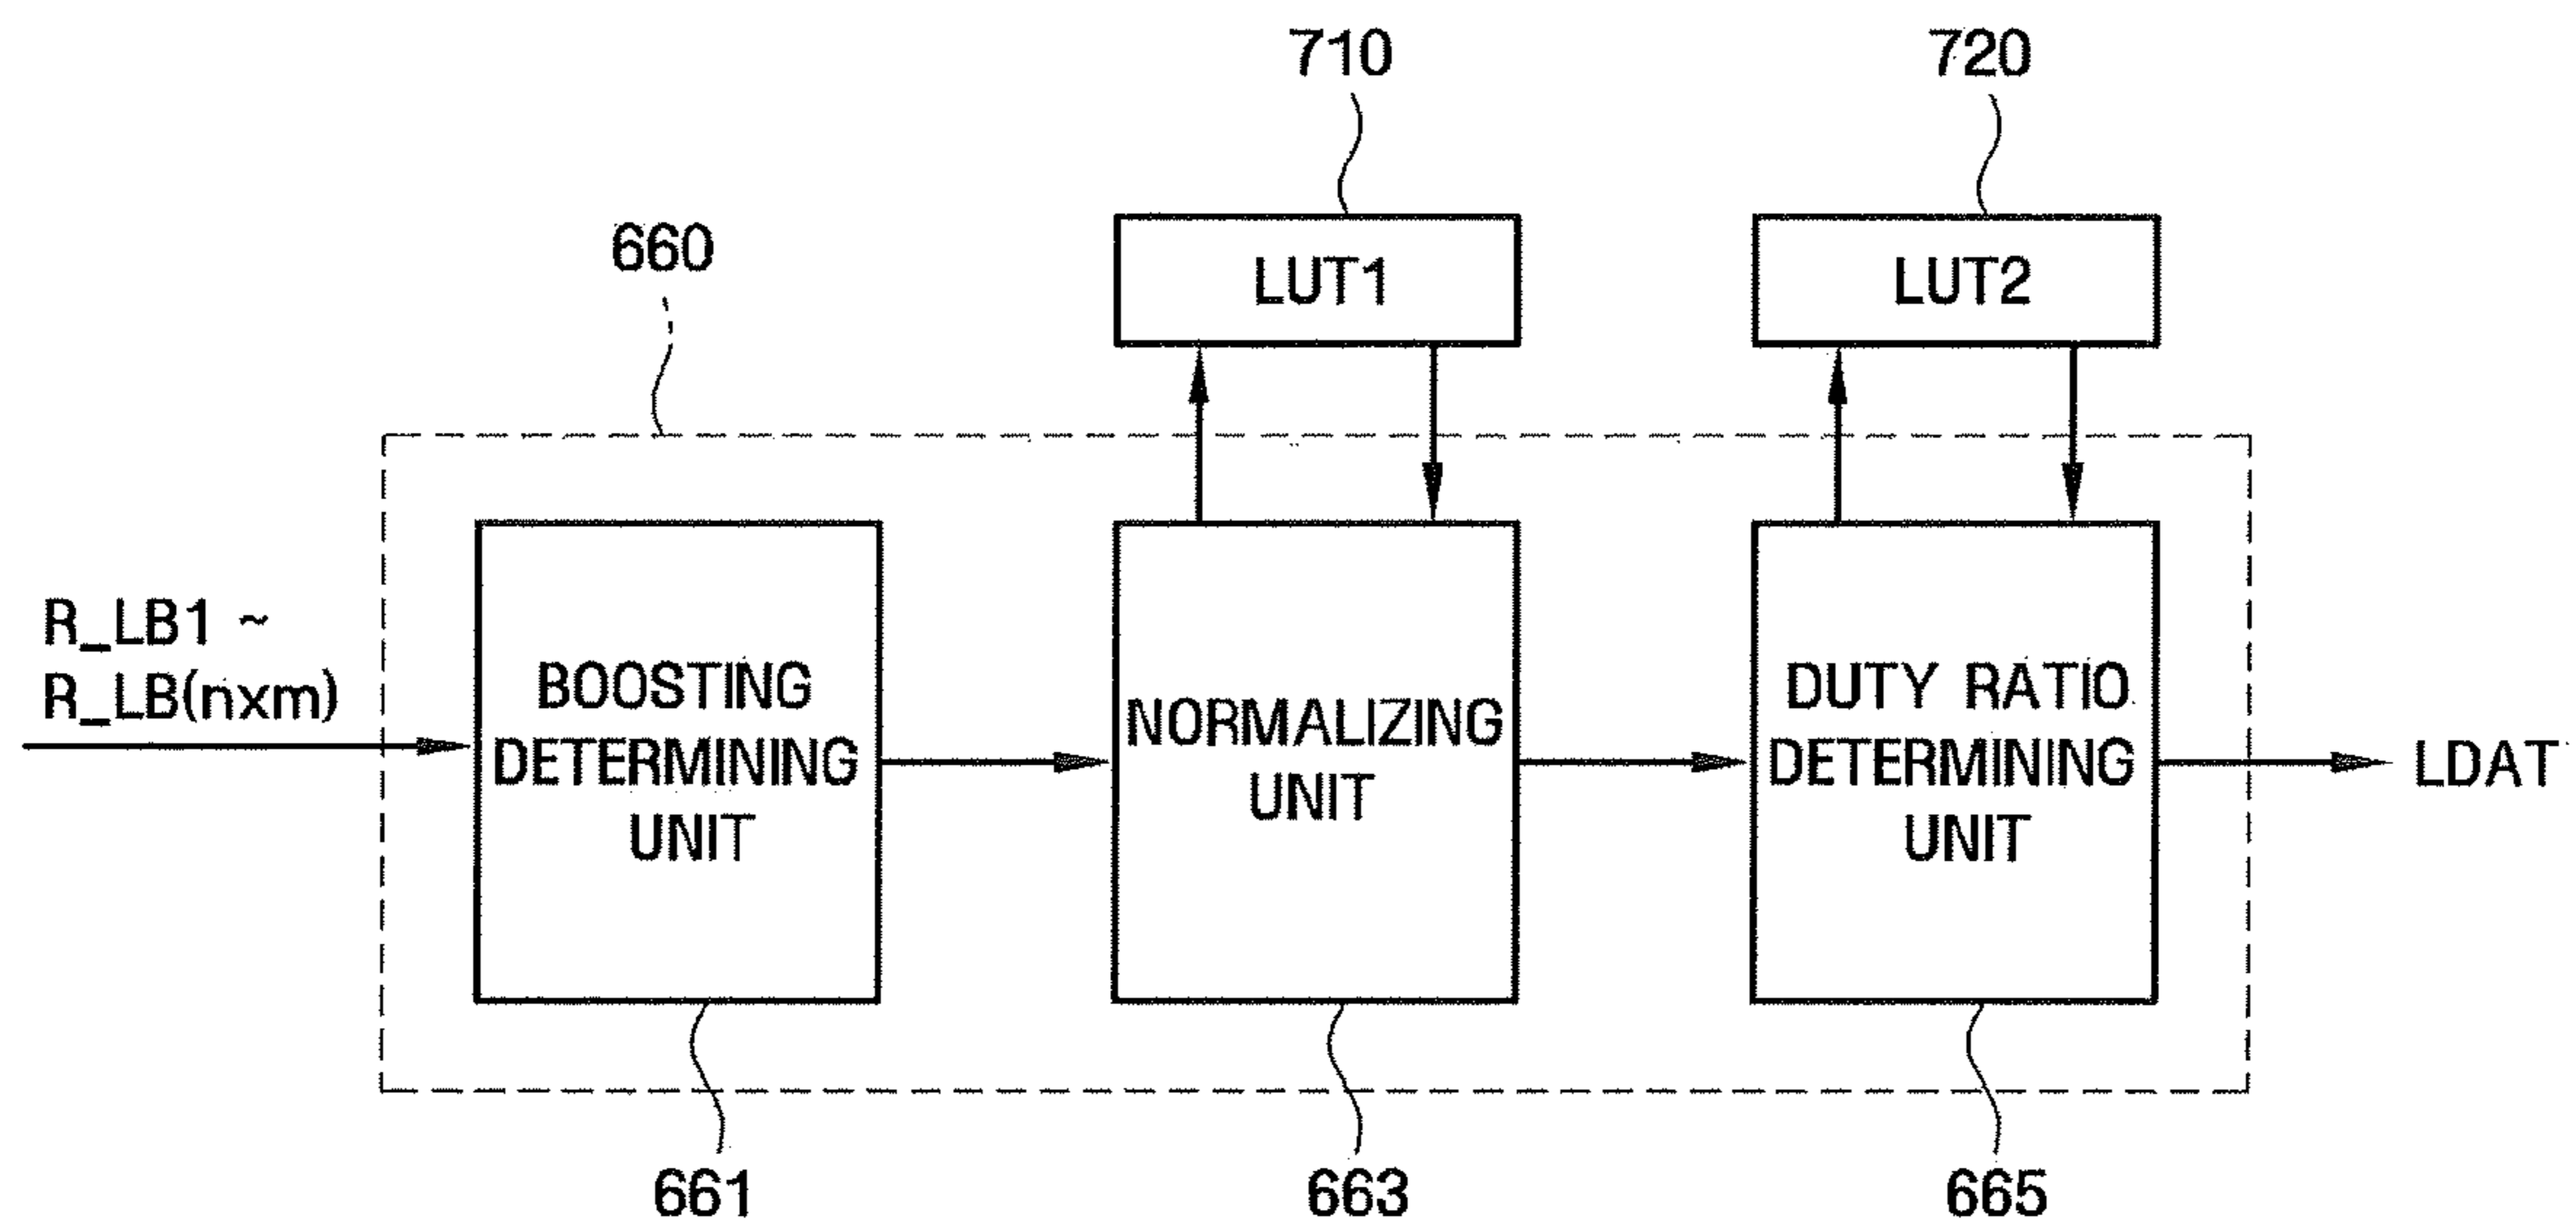 710
720
660
LUT1
LUT2
R_LB1 ~
R_LB(nxm)
BOOSTING
DETERMINING
UNIT
NORMALIZING
UNIT
DUTY RATIO
DETERMINING
UNIT
LDAT
661
663
665